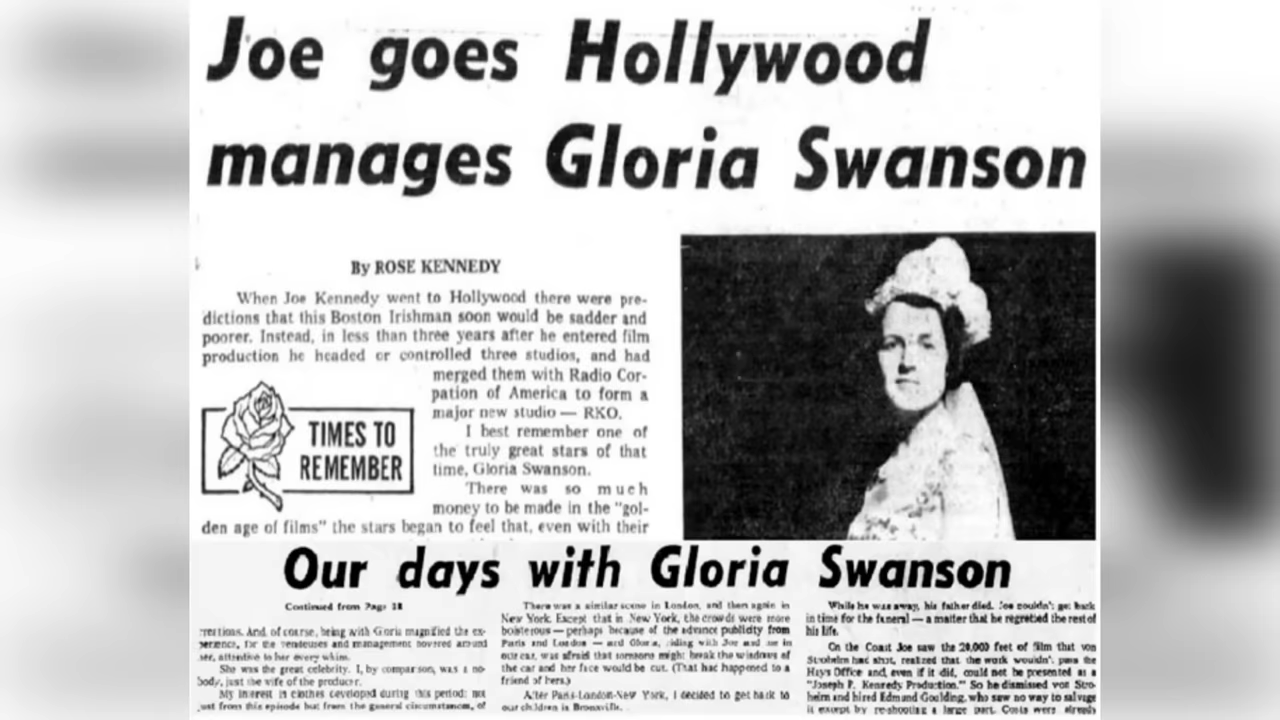 Joe goes Hollywood
manages Gloria Swanson
By ROSE KENNEDY
When Joe Kennedy went to Hollywood there were pre-
dictions that this Boston Irishman soon would be sadder and
poorer. Instead, in less than three years after he entered film
production he headed or controlled three studios, and had
merged them with Radio Cor-
pation of America to form a
major new studio — RKO.
I best remember one of
the truly great stars of that
time, Gloria Swanson.
There was so much
money to be made in the "gol-
den age of films" the stars began to feel that, even with their
TIMES TO
REMEMBER
Our days with Gloria Swanson
Continued from Page
And, of course, being with Gloria magnified the ex-
perience, for the and management hovered around
attentive to her every whim.
She was the great celebrity. I, by comparison, was a no-
body, just the wife of the producer.
My interest in clothes developed during this period; not
just from this episode but from the general circumstances, of
There was a similar scene in London, and then again in
New York. Except that in New York, the crowds were more
boisterous — perhaps because of the advance publicity from
Paris and London — and Gloria, riding with Joe and me in
our car, was afraid that someone might break the windows of
the car and her face would be cut. (That had happened to a
friend of hers.)
After Paris-London-New York, I decided to get back to
our children in Bronxville.
While he was away, his father died. Joe couldn't get back
in time for the funeral — a matter that he regretted the rest of
his life.
On the Coast Joe saw the 20,000 feet of film that von
Stroheim had shot, realized that the work wouldn't pass the
Hays Office and, even if it did, could not be presented as a
"Joseph P. Kennedy Production." So he dismissed von Stro-
heim and hired Edmund Goulding, who saw no way to salvage
it except by re-shooting a large part. Costs were already